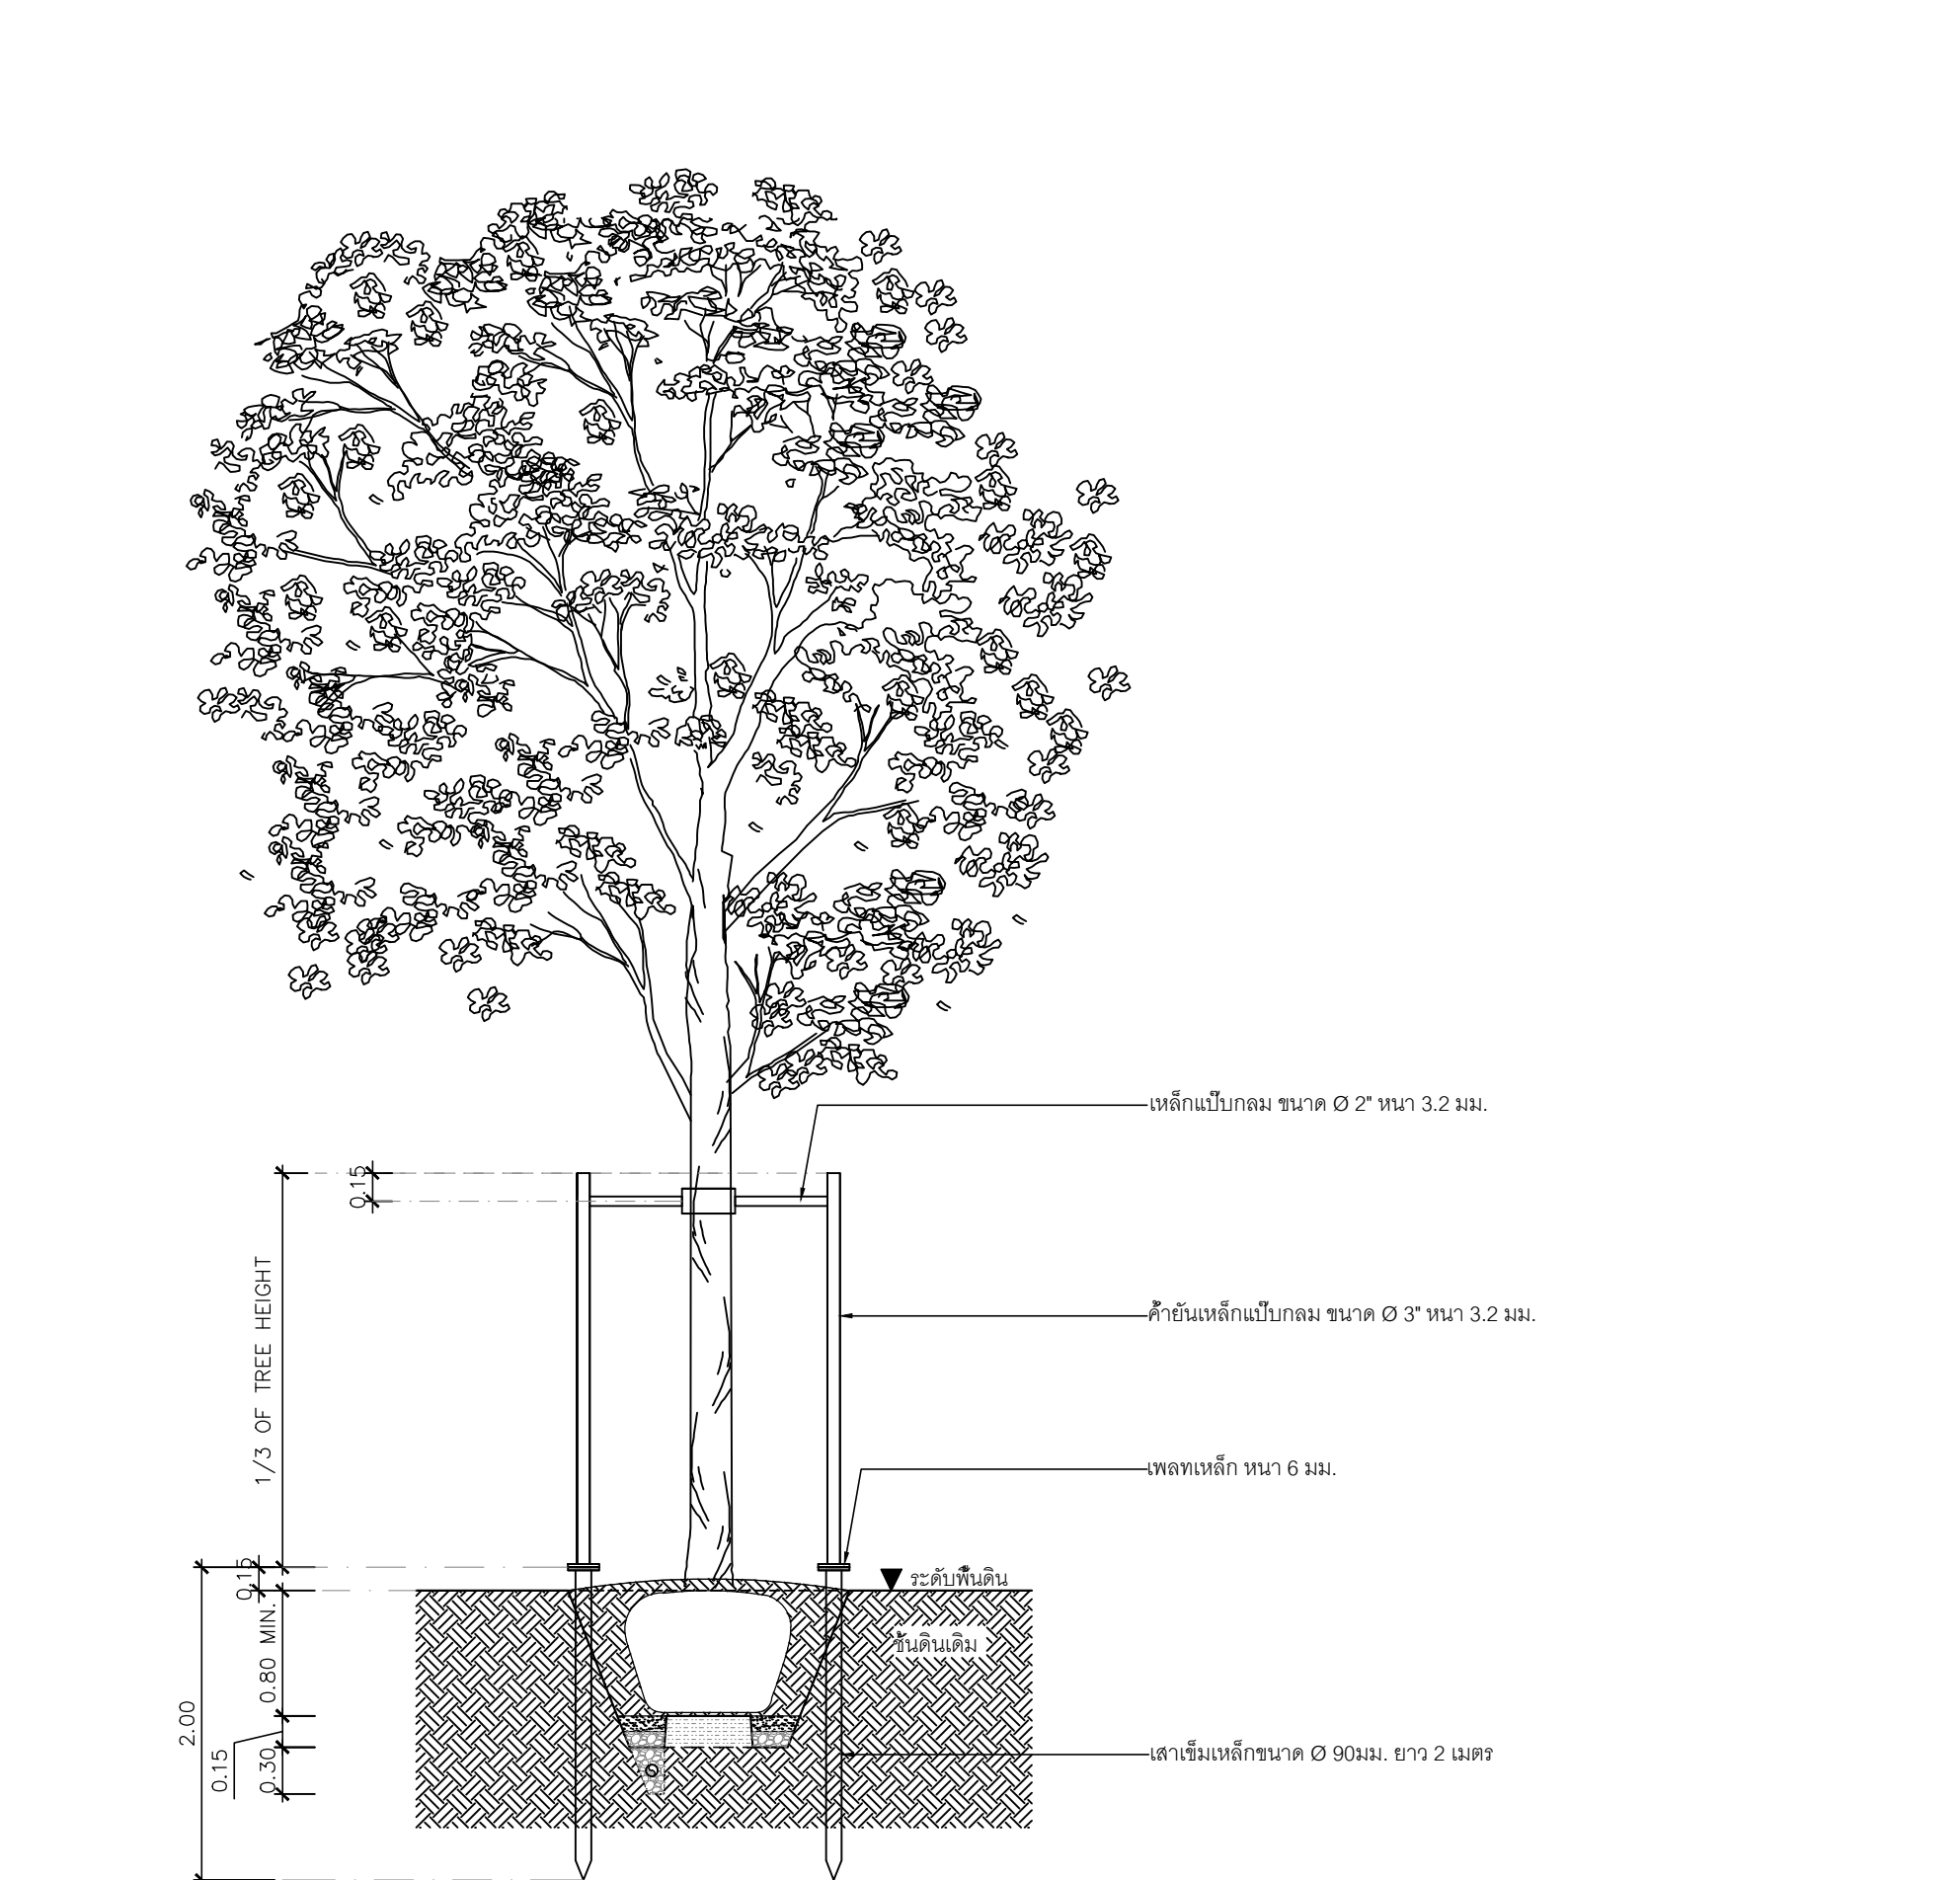 เหล็กแป๊บกลม ขนาด Ø 2" หนา 3.2 มม.
0.15
1/3 OF TREE HEIGHT
ค้ำยันเหล็กแป๊บกลม ขนาด Ø 3" หนา 3.2 มม.
เพลทเหล็ก หนา 6 มม.
0.15
ระดับพื้นดิน
0.80 MIN.
ชั้นดินเดิม
2.00
0.15
0.30
เสาเข็มเหล็กขนาด Ø 90มม. ยาว 2 เมตร